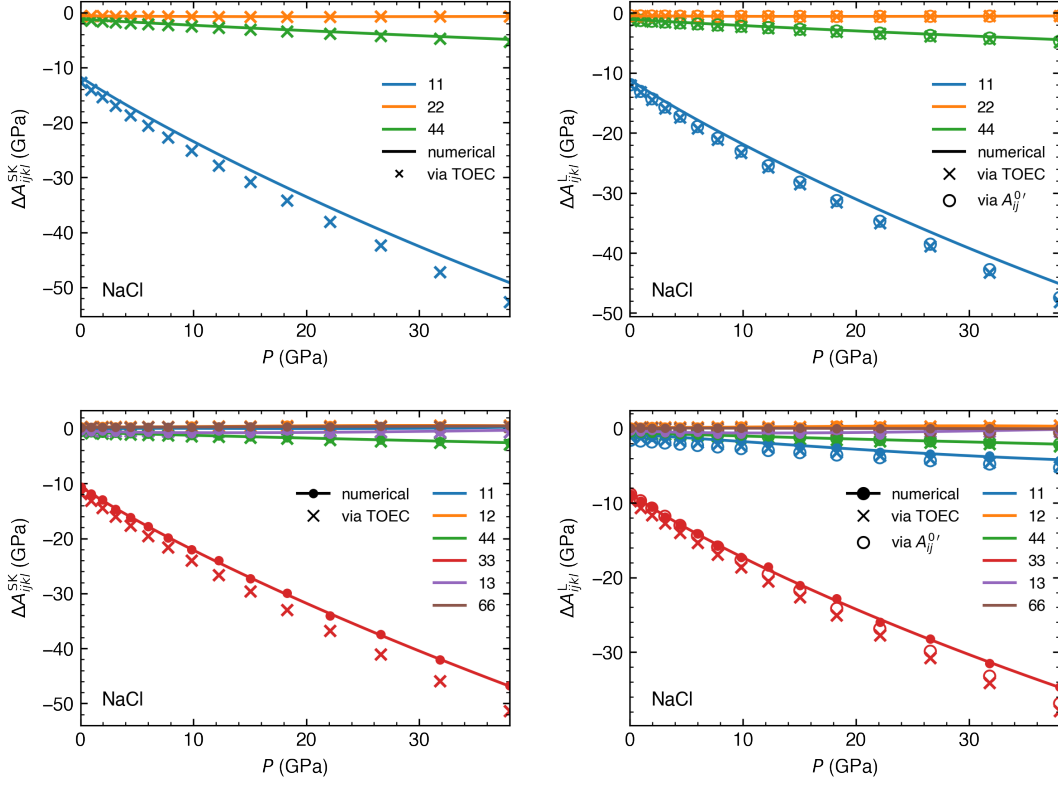 0
−10
−20
−30
−40
−50
0
10
20
30
P (GPa)
ΔA^SK_ijkl (GPa)
11
22
44
numerical
via TOEC
NaCl
0
−10
−20
−30
−40
−50
0
10
20
30
P (GPa)
ΔA^L_ijkl (GPa)
11
22
44
numerical
via TOEC
via A^0′_ij
NaCl
0
−10
−20
−30
−40
−50
0
10
20
30
P (GPa)
ΔA^SK_ijkl (GPa)
numerical
via TOEC
11
12
44
33
13
66
NaCl
0
−10
−20
−30
0
10
20
30
P (GPa)
ΔA^L_ijkl (GPa)
numerical
via TOEC
via A^0′_ij
11
12
44
33
13
66
NaCl